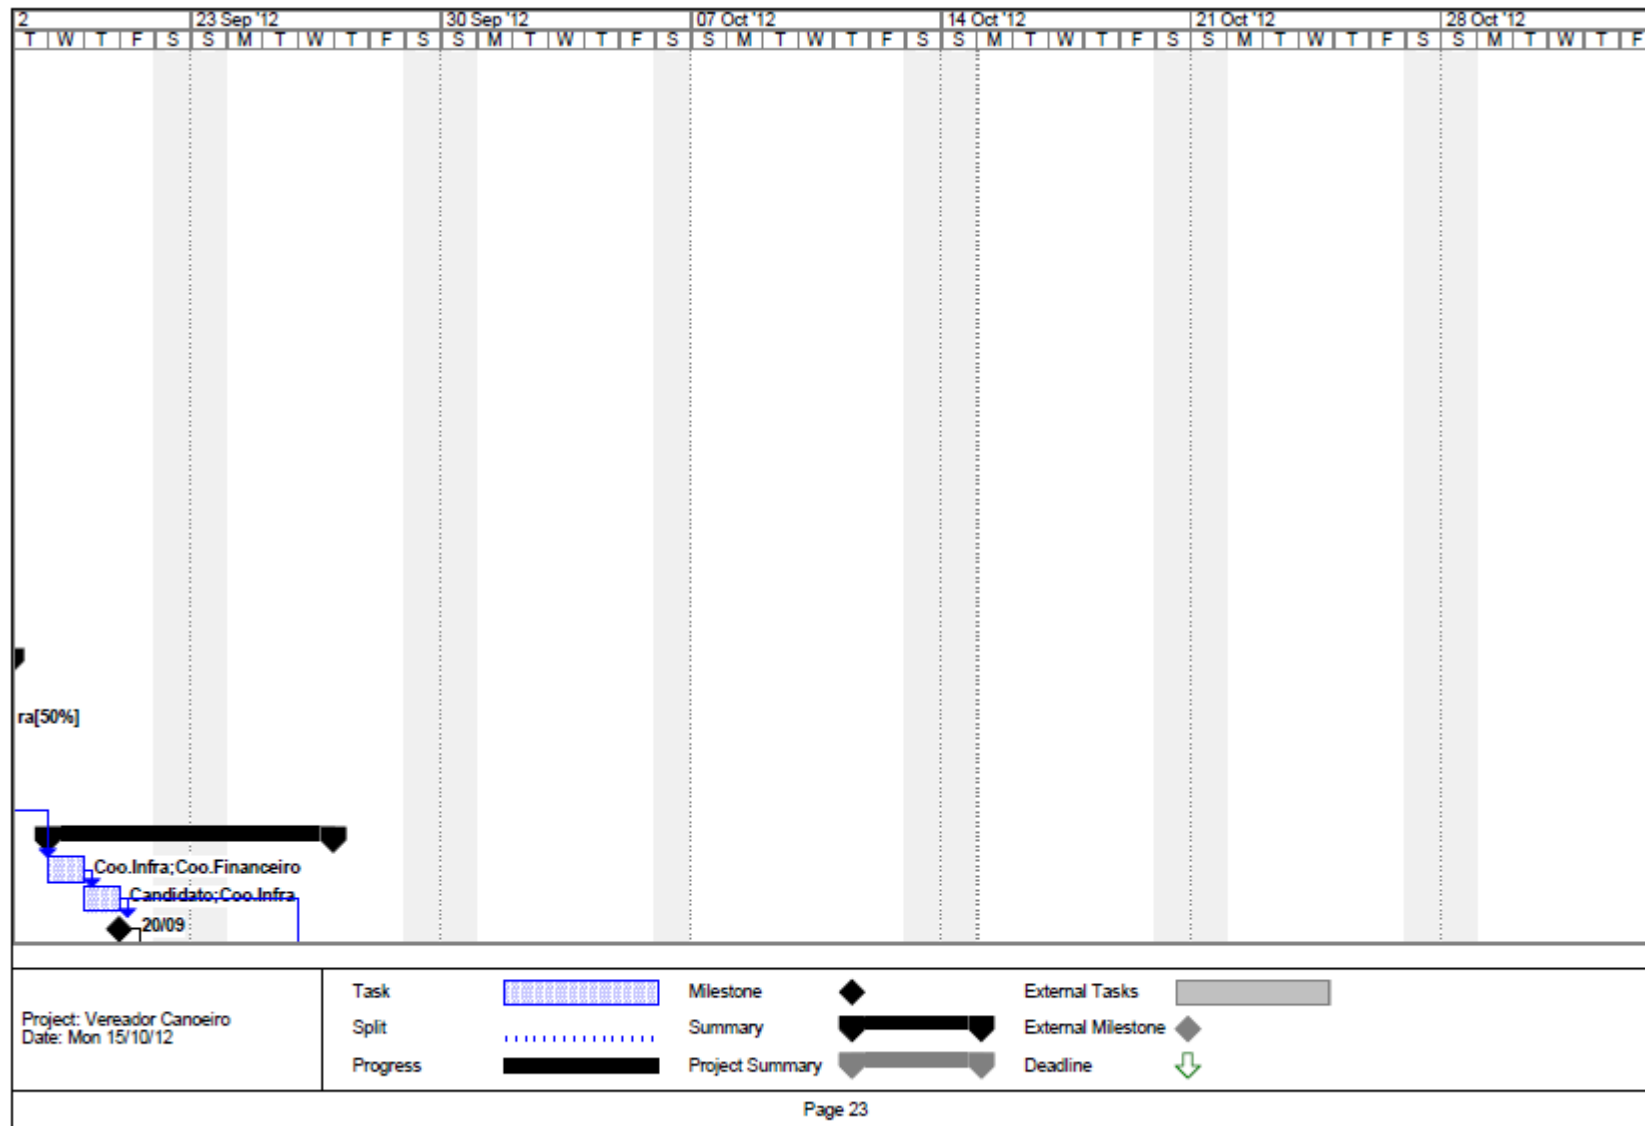 2 23 Sep '12 30 Sep '12 07 Oct '12 14 Oct '12 21 Oct '12 28 Oct '12
T W T F S S M T W T F S S M T W T F S S M T W T F S S M T W T F S S M T W T F S S M T W T F
ra[50%]
Coo.Infra;Coo.Financeiro
Candidato;Coo.Infra
20/09
Project: Vereador Canoeiro
Date: Mon 15/10/12
Task Milestone External Tasks
Split Summary External Milestone
Progress Project Summary Deadline
Page 23